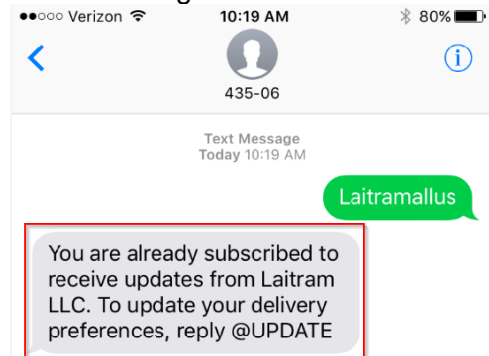 Verizon 10:19 AM 80%
435-06
Text Message
Today 10:19 AM
Laitramallus
You are already subscribed to
receive updates from Laitram
LLC. To update your delivery
preferences, reply @UPDATE